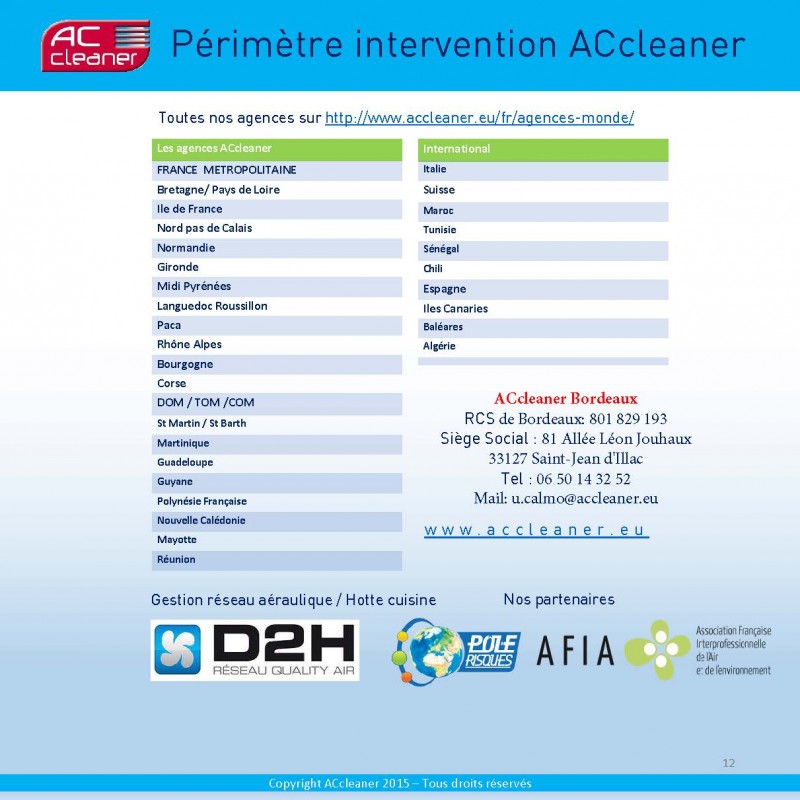 AC
cleaner
Périmètre intervention ACcleaner
Toutes nos agences sur http://www.accleaner.eu/fr/agences-monde/
Les agences ACcleaner
FRANCE METROPOLITAINE
Bretagne/ Pays de Loire
Ile de France
Nord pas de Calais
Normandie
Gironde
Midi Pyrénées
Languedoc Roussillon
Paca
Rhône Alpes
Bourgogne
Corse
DOM / TOM /COM
St Martin / St Barth
Martinique
Guadeloupe
Guyane
Polynésie Française
Nouvelle Calédonie
Mayotte
Réunion
International
Italie
Suisse
Maroc
Tunisie
Sénégal
Chili
Espagne
Iles Canaries
Baléares
Algérie
ACcleaner Bordeaux
RCS de Bordeaux: 801 829 193
Siège Social : 81 Allée Léon Jouhaux
33127 Saint-Jean d'Illac
Tel : 06 50 14 32 52
Mail: u.calmo@accleaner.eu
www.accleaner.eu
Gestion réseau aéraulique / Hotte cuisine
Nos partenaires
D2H
RÉSEAU QUALITY AIR
PÔLE
RISQUES
AFIA
Association Française
Interprofessionnelle
de l'Air
et de l'environnement
12
Copyright ACcleaner 2015 – Tous droits réservés